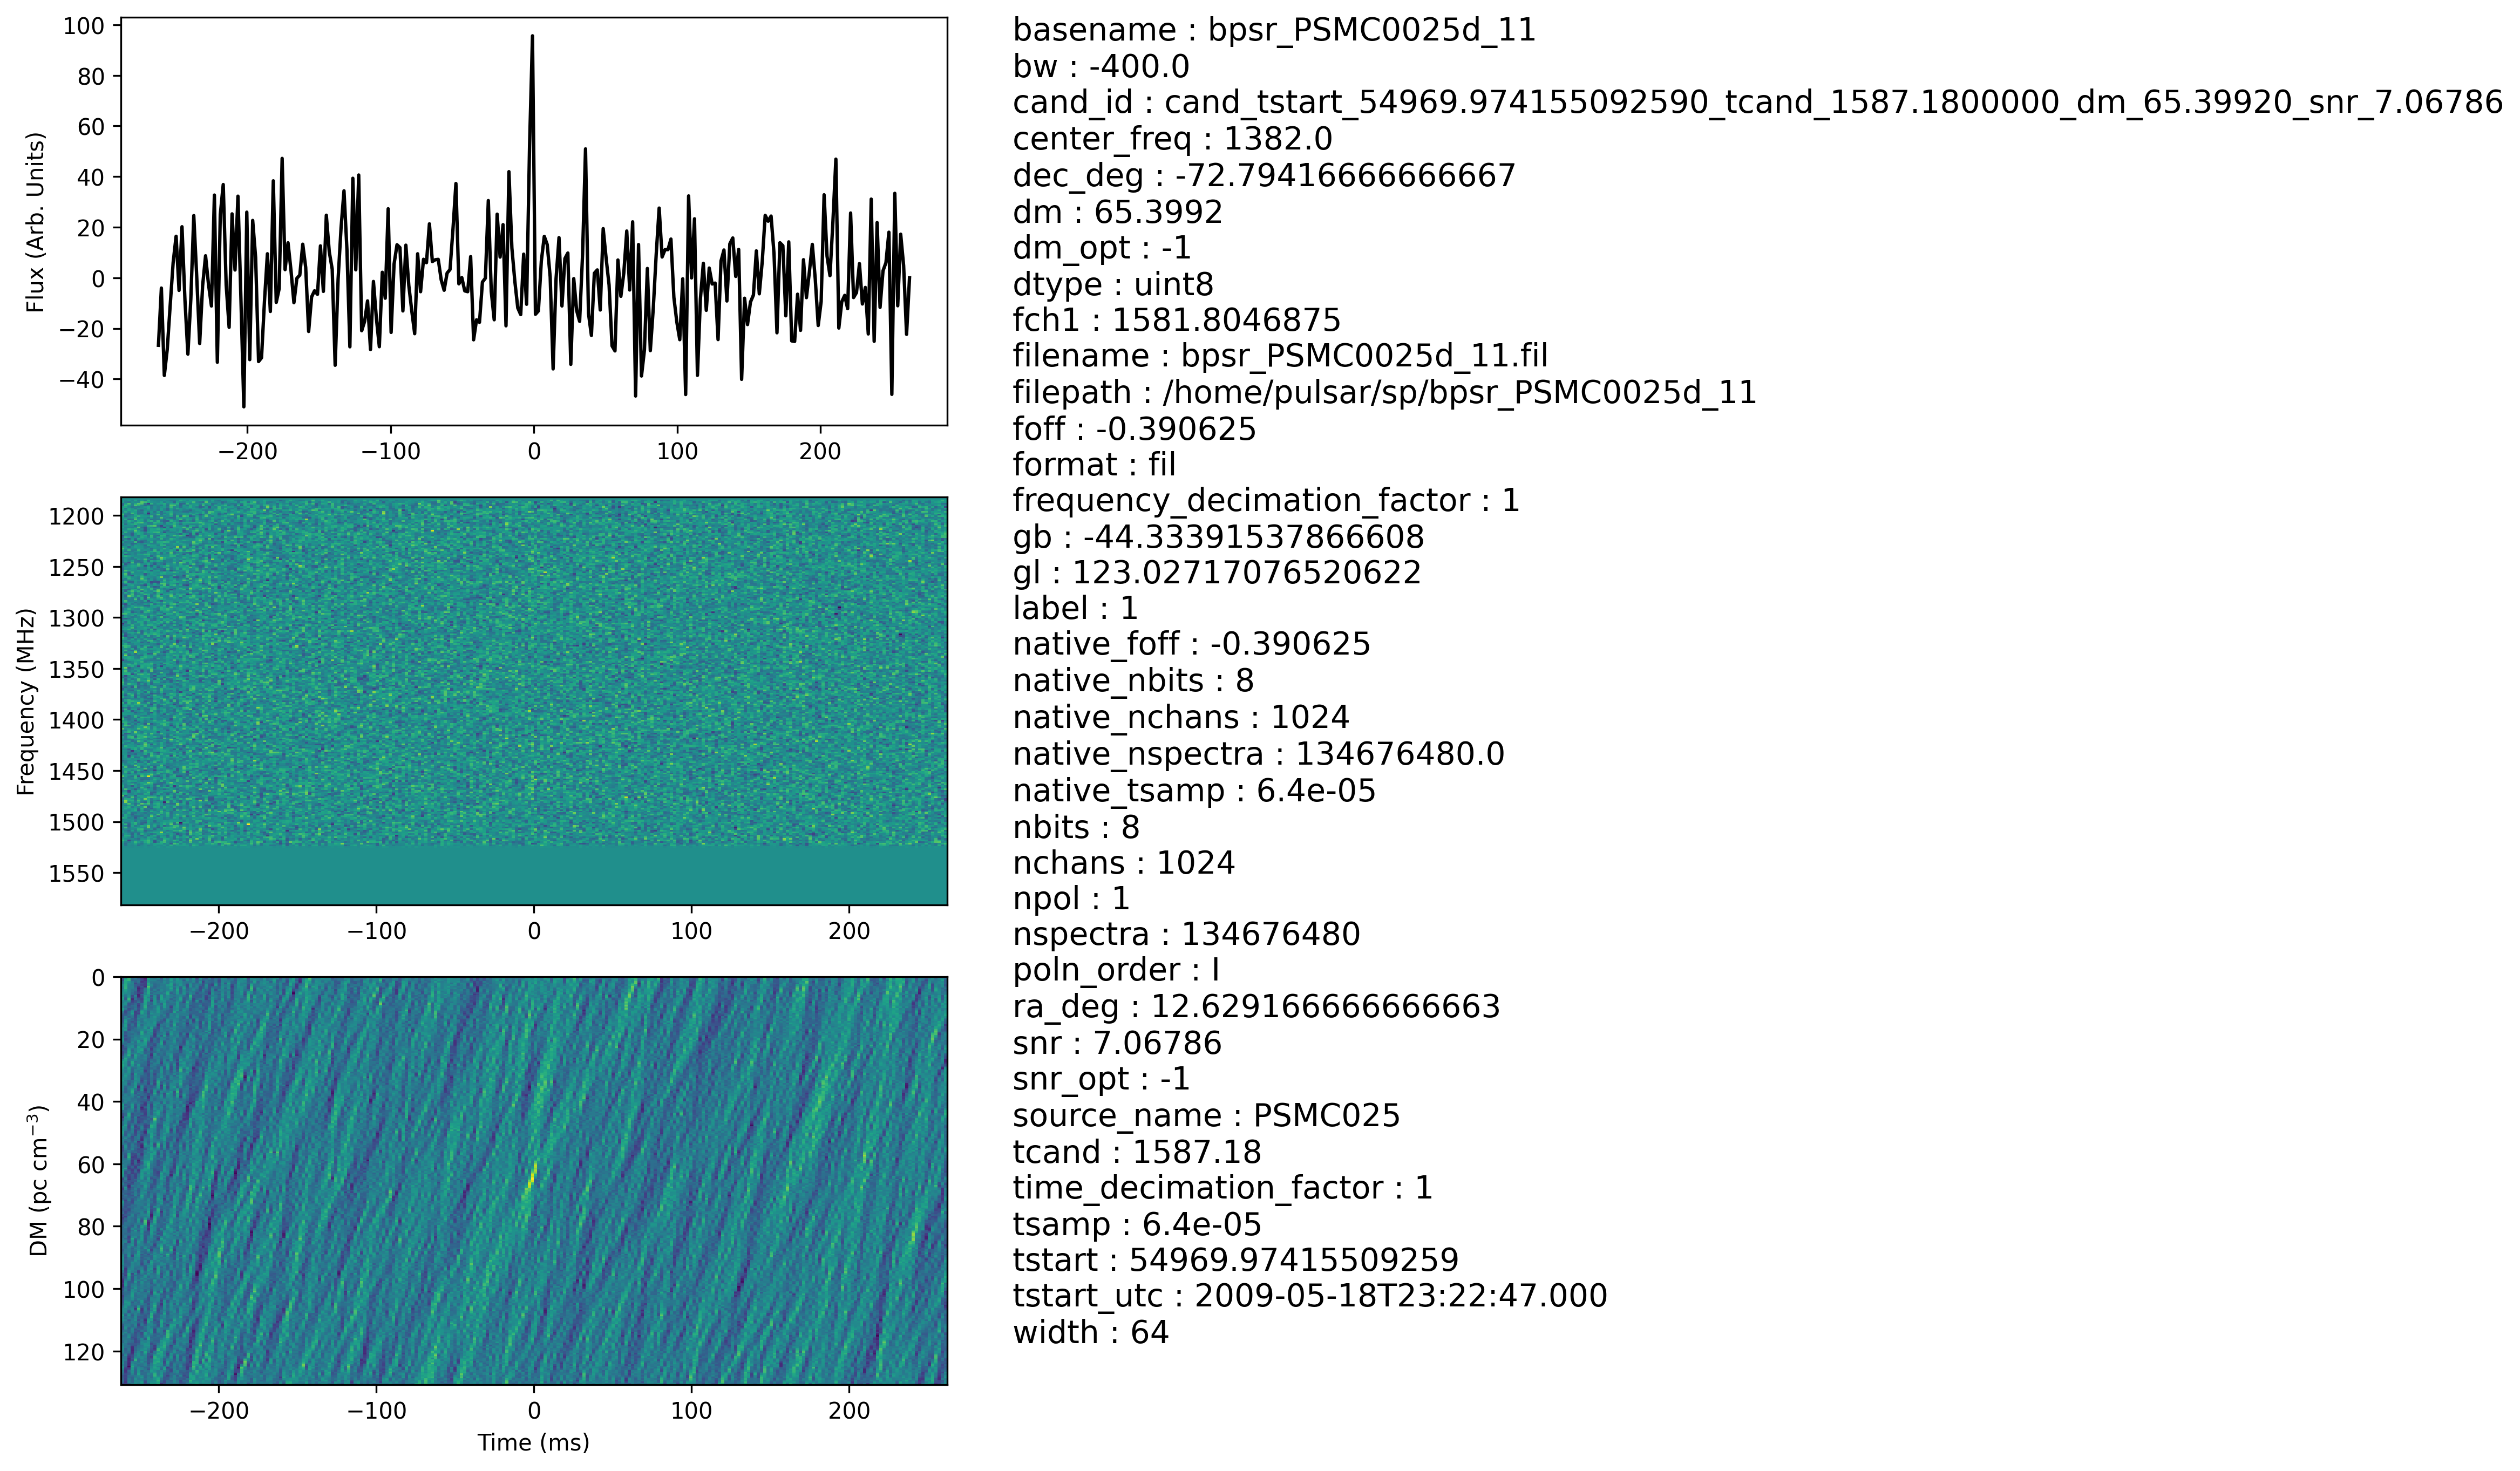 100
80
60
40
20
0
−20
−40
Flux (Arb. Units)
−200 −100 0 100 200
1200
1250
1300
1350
1400
1450
1500
1550
Frequency (MHz)
−200 −100 0 100 200
0
20
40
60
80
100
120
DM (pc cm⁻³)
−200 −100 0 100 200
Time (ms)
basename : bpsr_PSMC0025d_11
bw : -400.0
cand_id : cand_tstart_54969.974155092590_tcand_1587.1800000_dm_65.39920_snr_7.06786
center_freq : 1382.0
dec_deg : -72.79416666666667
dm : 65.3992
dm_opt : -1
dtype : uint8
fch1 : 1581.8046875
filename : bpsr_PSMC0025d_11.fil
filepath : /home/pulsar/sp/bpsr_PSMC0025d_11
foff : -0.390625
format : fil
frequency_decimation_factor : 1
gb : -44.33391537866608
gl : 123.02717076520622
label : 1
native_foff : -0.390625
native_nbits : 8
native_nchans : 1024
native_nspectra : 134676480.0
native_tsamp : 6.4e-05
nbits : 8
nchans : 1024
npol : 1
nspectra : 134676480
poln_order : I
ra_deg : 12.629166666666663
snr : 7.06786
snr_opt : -1
source_name : PSMC025
tcand : 1587.18
time_decimation_factor : 1
tsamp : 6.4e-05
tstart : 54969.97415509259
tstart_utc : 2009-05-18T23:22:47.000
width : 64